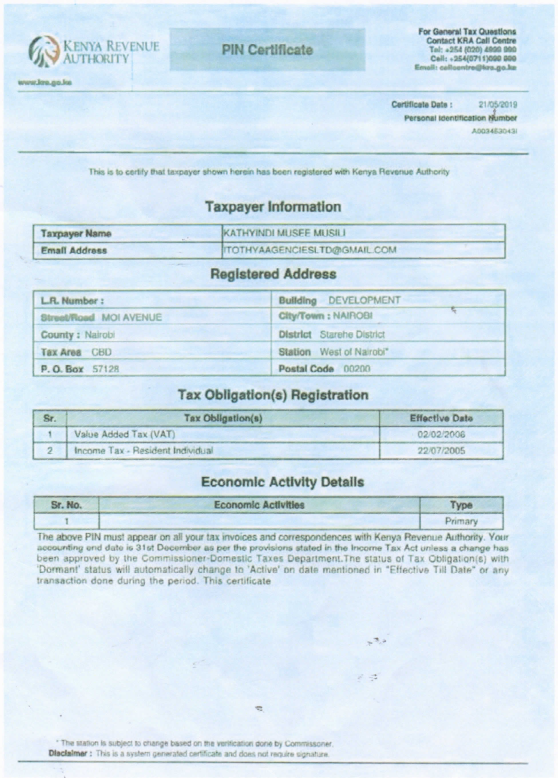 KENYA REVENUE
AUTHORITY
www.kra.go.ke
PIN Certificate
For General Tax Questions
Contact KRA Call Centre
Tel: +254 (020) 4999 999
Cell: +254(0711)099 999
Email: callcentre@kra.go.ke
Certificate Date : 21/05/2019
Personal Identification Number
This is to certify that taxpayer shown herein has been registered with Kenya Revenue Authority
Taxpayer Information
Taxpayer Name KATHYINDI MUSEE MUSILI
Email Address ITOTHYAAGENCIESLTD@GMAIL.COM
Registered Address
L.R. Number : Building DEVELOPMENT
Street/Road MOI AVENUE City/Town : NAIROBI
County : Nairobi District Starehe District
Tax Area CBD Station West of Nairobi*
P. O. Box 57128 Postal Code 00200
Tax Obligation(s) Registration
Sr. Tax Obligation(s) Effective Date
1 Value Added Tax (VAT) 02/02/2006
2 Income Tax - Resident Individual 22/07/2005
Economic Activity Details
Sr. No. Economic Activities Type
1 Primary
The above PIN must appear on all your tax invoices and correspondences with Kenya Revenue Authority. Your
accounting end date is 31st December as per the provisions stated in the Income Tax Act unless a change has
been approved by the Commissioner-Domestic Taxes Department.The status of Tax Obligation(s) with
'Dormant' status will automatically change to 'Active' on date mentioned in "Effective Till Date" or any
transaction done during the period. This certificate
* The station is subject to change based on the verification done by Commissioner.
Disclaimer : This is a system generated certificate and does not require signature.